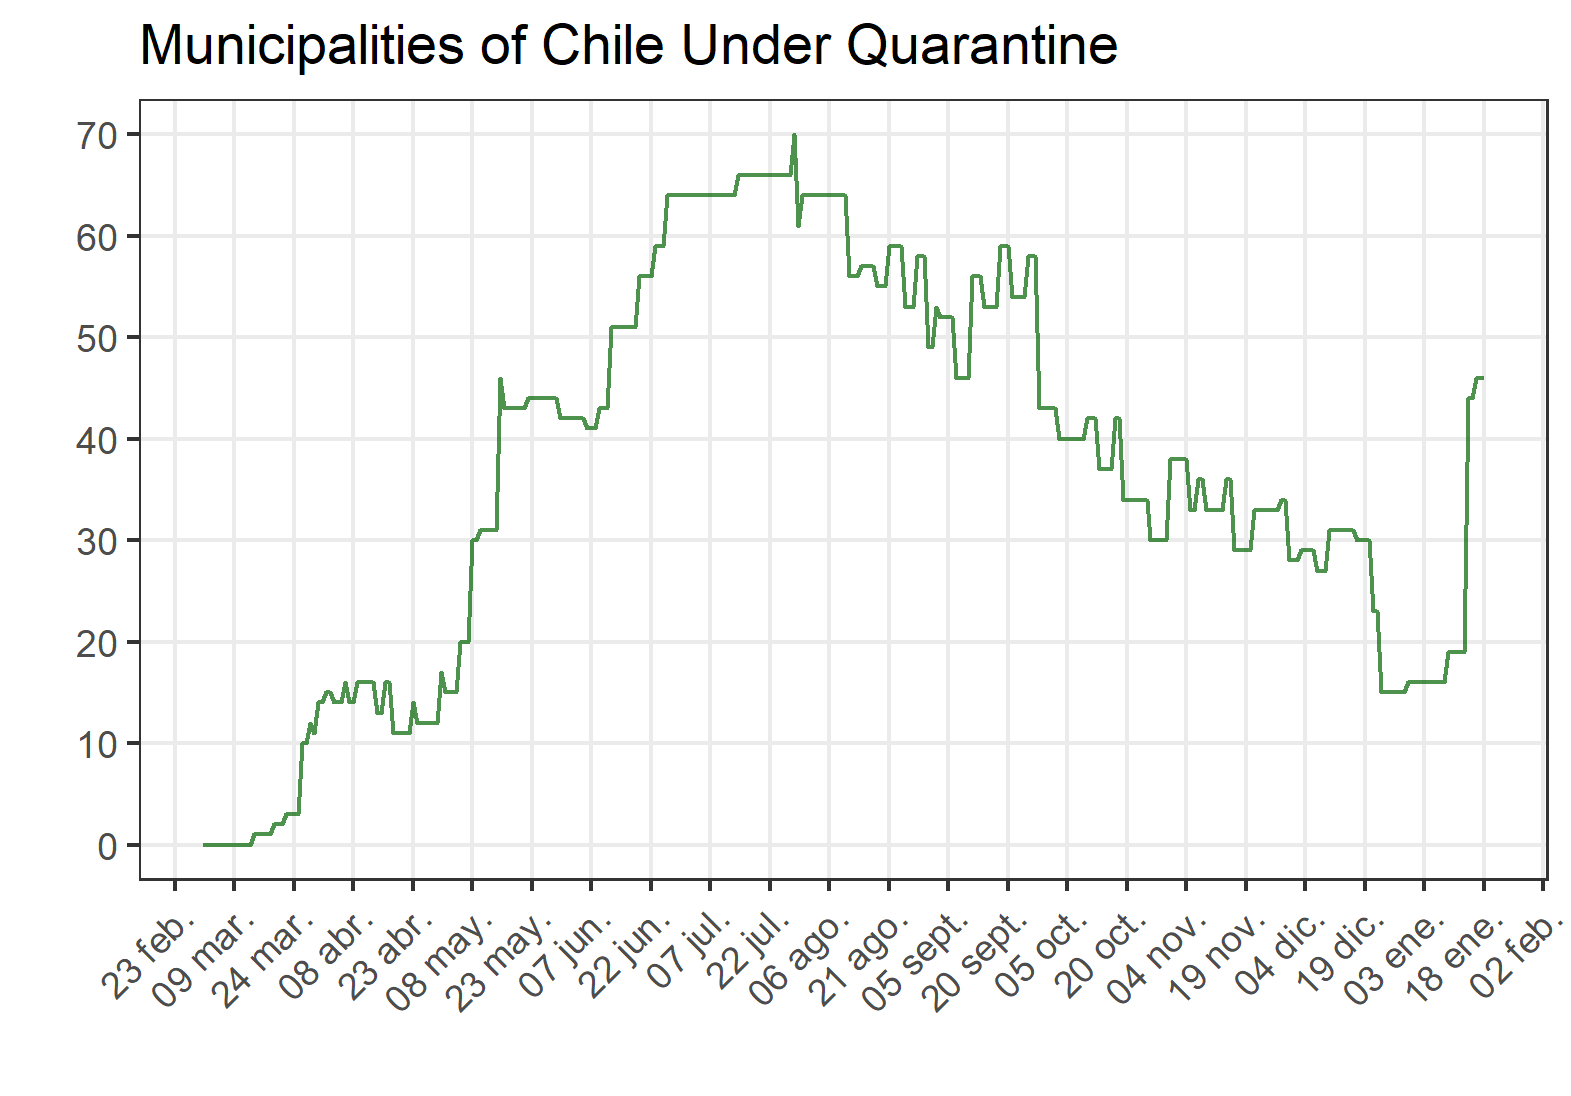 Municipalities of Chile Under Quarantine
70
60
50
40
30
20
10
0
23 feb.
09 mar.
24 mar.
08 abr.
23 abr.
08 may.
23 may.
07 jun.
22 jun.
07 jul.
22 jul.
06 ago.
21 ago.
05 sept.
20 sept.
05 oct.
20 oct.
04 nov.
19 nov.
04 dic.
19 dic.
03 ene.
18 ene.
02 feb.